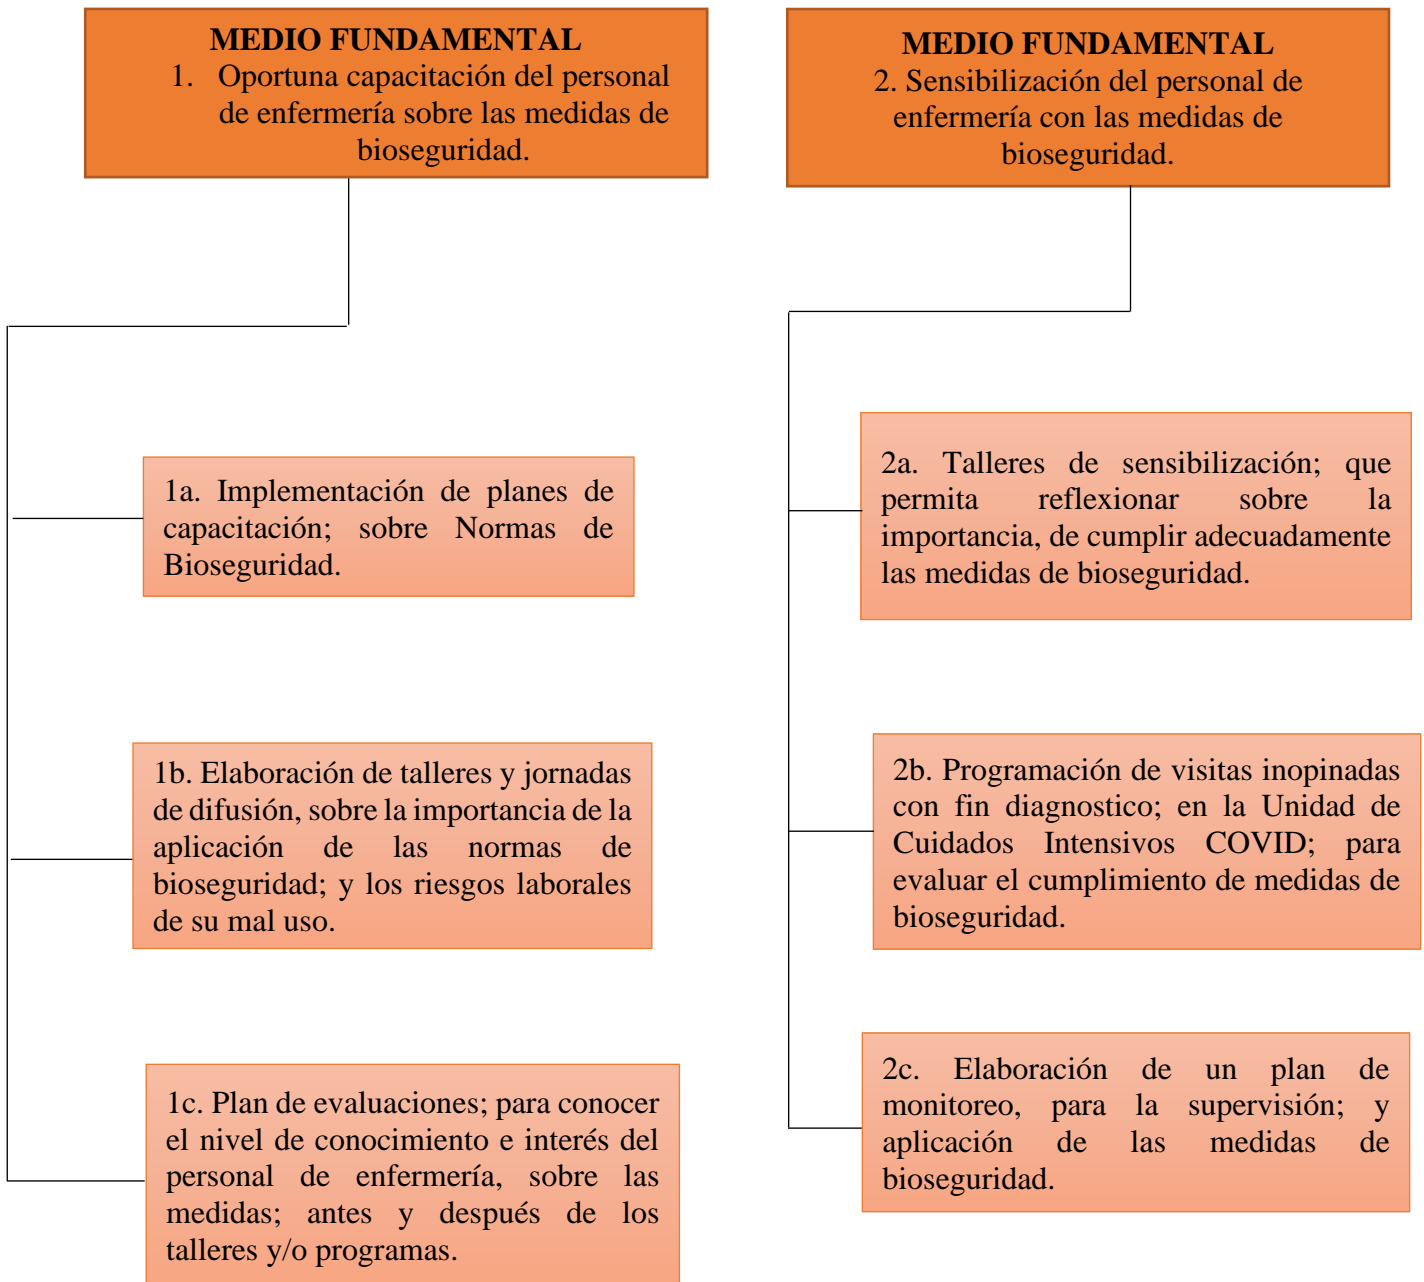 MEDIO FUNDAMENTAL
1. Oportuna capacitación del personal
de enfermería sobre las medidas de
bioseguridad.
1a. Implementación de planes de
capacitación; sobre Normas de
Bioseguridad.
1b. Elaboración de talleres y jornadas
de difusión, sobre la importancia de la
aplicación de las normas de
bioseguridad; y los riesgos laborales
de su mal uso.
1c. Plan de evaluaciones; para conocer
el nivel de conocimiento e interés del
personal de enfermería, sobre las
medidas; antes y después de los
talleres y/o programas.
MEDIO FUNDAMENTAL
2. Sensibilización del personal de
enfermería con las medidas de
bioseguridad.
2a. Talleres de sensibilización; que
permita reflexionar sobre la
importancia, de cumplir adecuadamente
las medidas de bioseguridad.
2b. Programación de visitas inopinadas
con fin diagnostico; en la Unidad de
Cuidados Intensivos COVID; para
evaluar el cumplimiento de medidas de
bioseguridad.
2c. Elaboración de un plan de
monitoreo, para la supervisión; y
aplicación de las medidas de
bioseguridad.